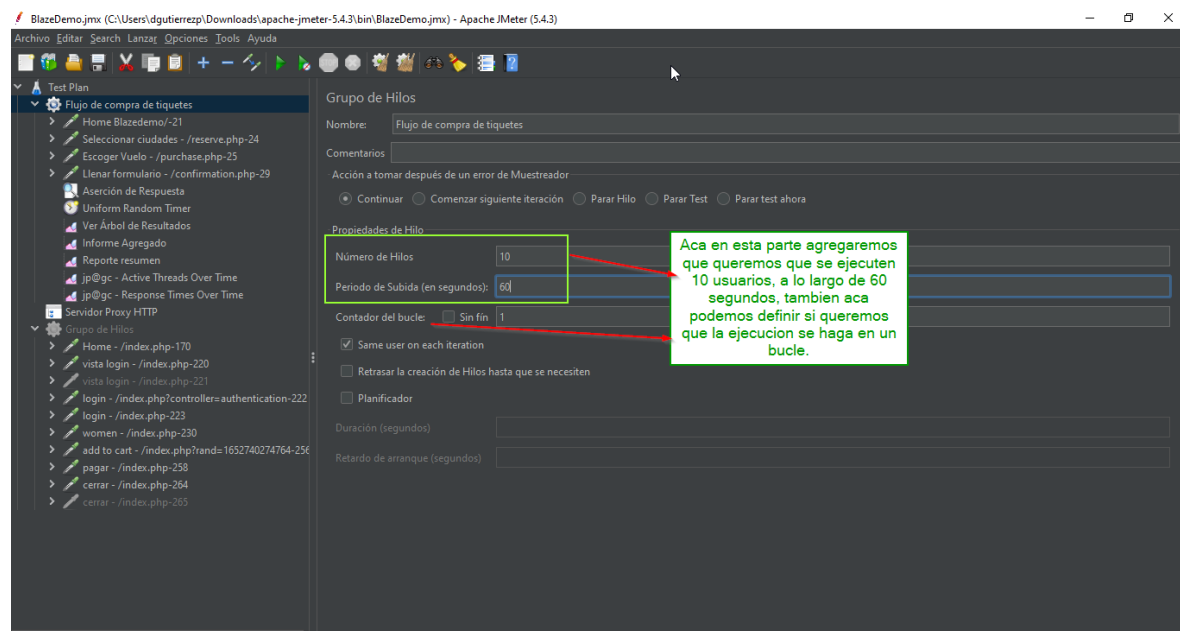 BlazeDemo.jmx (C:\Users\dgutierrezp\Downloads\apache-jmeter-5.4.3\bin\BlazeDemo.jmx) - Apache JMeter (5.4.3)
Archivo Editar Search Lanzar Opciones Tools Ayuda
Test Plan
Flujo de compra de tiquetes
Home Blazedemo/-21
Seleccionar ciudades - /reserve.php-24
Escoger Vuelo - /purchase.php-25
Llenar formulario - /confirmation.php-29
Aserción de Respuesta
Uniform Random Timer
Ver Árbol de Resultados
Informe Agregado
Reporte resumen
jp@gc - Active Threads Over Time
jp@gc - Response Times Over Time
Servidor Proxy HTTP
Grupo de Hilos
Home - /index.php-170
vista login - /index.php-220
vista login - /index.php-221
login - /index.php?controller=authentication-222
login - /index.php-223
women - /index.php-230
add to cart - /index.php?rand=1652740274764-256
pagar - /index.php-258
cerrar - /index.php-264
cerrar - /index.php-265
Grupo de Hilos
Nombre: Flujo de compra de tiquetes
Comentarios
Acción a tomar después de un error de Muestreador
Continuar Comenzar siguiente iteración Parar Hilo Parar Test Parar test ahora
Propiedades de Hilo
Número de Hilos 10
Periodo de Subida (en segundos): 60
Contador del bucle: Sin fín 1
Same user on each iteration
Retrasar la creación de Hilos hasta que se necesiten
Planificador
Duración (segundos)
Retardo de arranque (segundos)
Aca en esta parte agregaremos
que queremos que se ejecuten
10 usuarios, a lo largo de 60
segundos, tambien aca
podemos definir si queremos
que la ejecucion se haga en un
bucle.